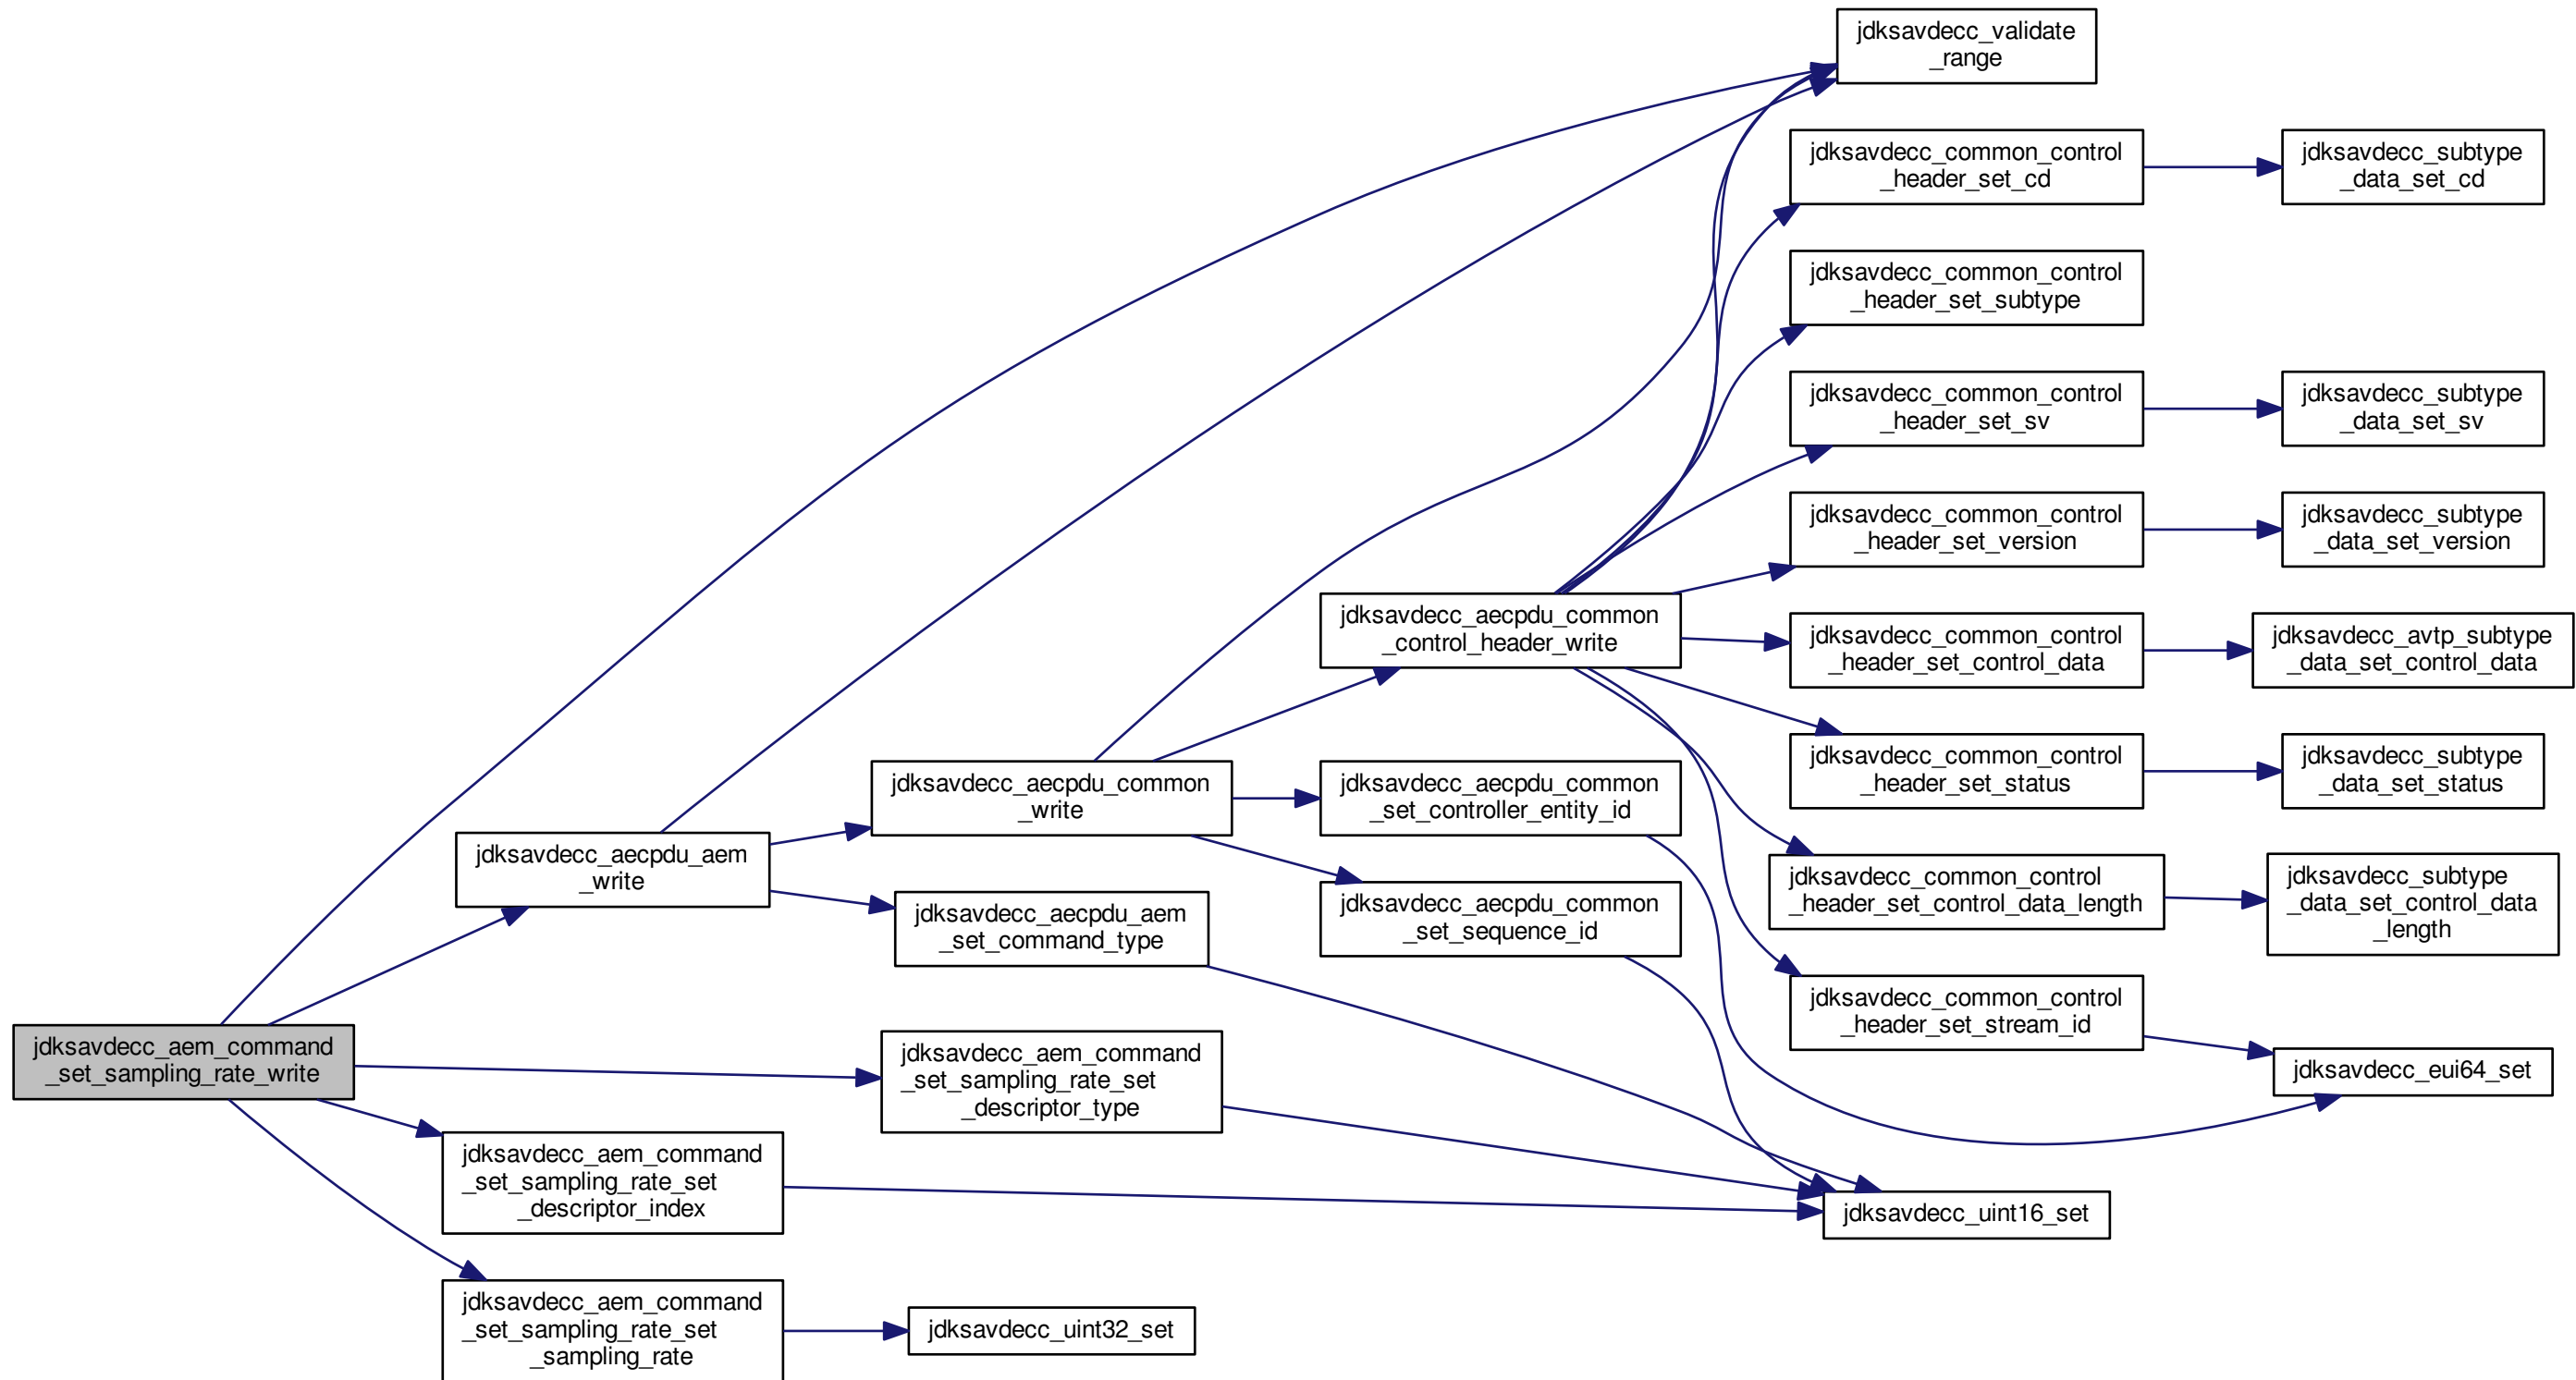 jdksavdecc_validate
_range
jdksavdecc_common_control
_header_set_cd
jdksavdecc_subtype
_data_set_cd
jdksavdecc_common_control
_header_set_subtype
jdksavdecc_common_control
_header_set_sv
jdksavdecc_subtype
_data_set_sv
jdksavdecc_common_control
_header_set_version
jdksavdecc_subtype
_data_set_version
jdksavdecc_aecpdu_common
_control_header_write
jdksavdecc_common_control
_header_set_control_data
jdksavdecc_avtp_subtype
_data_set_control_data
jdksavdecc_common_control
_header_set_status
jdksavdecc_subtype
_data_set_status
jdksavdecc_aecpdu_common
_write
jdksavdecc_aecpdu_common
_set_controller_entity_id
jdksavdecc_aecpdu_aem
_write
jdksavdecc_common_control
_header_set_control_data_length
jdksavdecc_subtype
_data_set_control_data
_length
jdksavdecc_aecpdu_aem
_set_command_type
jdksavdecc_aecpdu_common
_set_sequence_id
jdksavdecc_common_control
_header_set_stream_id
jdksavdecc_aem_command
_set_sampling_rate_write
jdksavdecc_aem_command
_set_sampling_rate_set
_descriptor_type
jdksavdecc_eui64_set
jdksavdecc_aem_command
_set_sampling_rate_set
_descriptor_index
jdksavdecc_uint16_set
jdksavdecc_aem_command
_set_sampling_rate_set
_sampling_rate
jdksavdecc_uint32_set